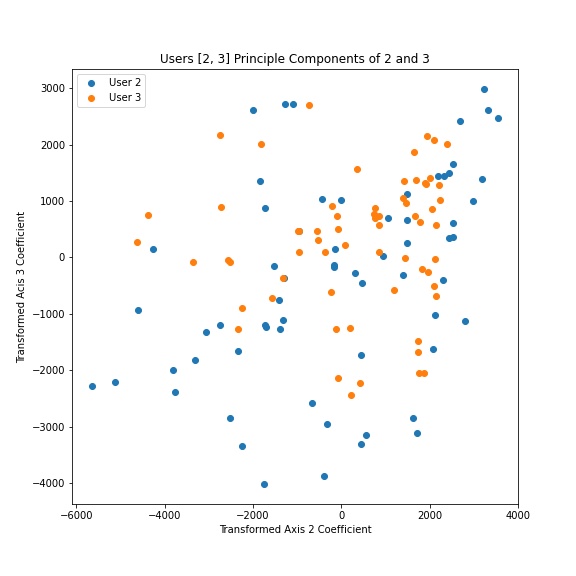 Users [2, 3] Principle Components of 2 and 3
User 2
User 3
3000
2000
1000
0
−1000
−2000
−3000
−4000
Transformed Acis 3 Coefficient
−6000
−4000
−2000
0
2000
4000
Transformed Axis 2 Coefficient